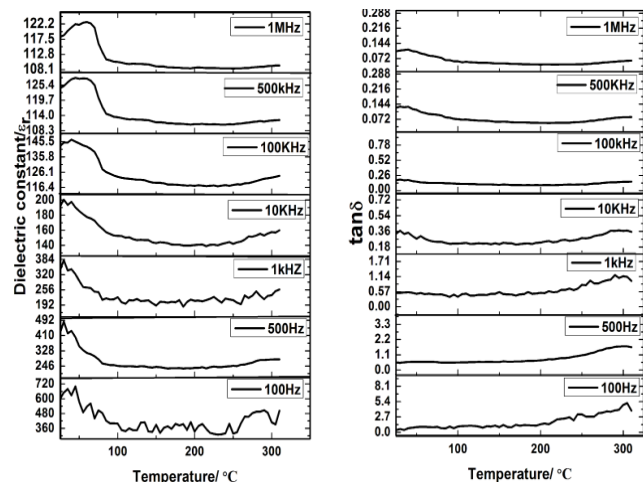 Dielectric constant/εr
122.2
117.5
112.8
108.1
1MHz
125.4
119.7
114.0
108.3
500kHz
145.5
135.8
126.1
116.4
100KHz
200
180
160
140
10KHz
384
320
256
192
1kHZ
492
410
328
246
500Hz
720
600
480
360
100Hz
100 200 300
Temperature/ °C
tanδ
0.288
0.216
0.144
0.072
1MHz
0.288
0.216
0.144
0.072
500KHz
0.78
0.52
0.26
0.00
100kHz
0.72
0.54
0.36
0.18
10KHz
1.71
1.14
0.57
0.00
1kHz
3.3
2.2
1.1
0.0
500Hz
8.1
5.4
2.7
0.0
100Hz
100 200 300
Temperature/ °C